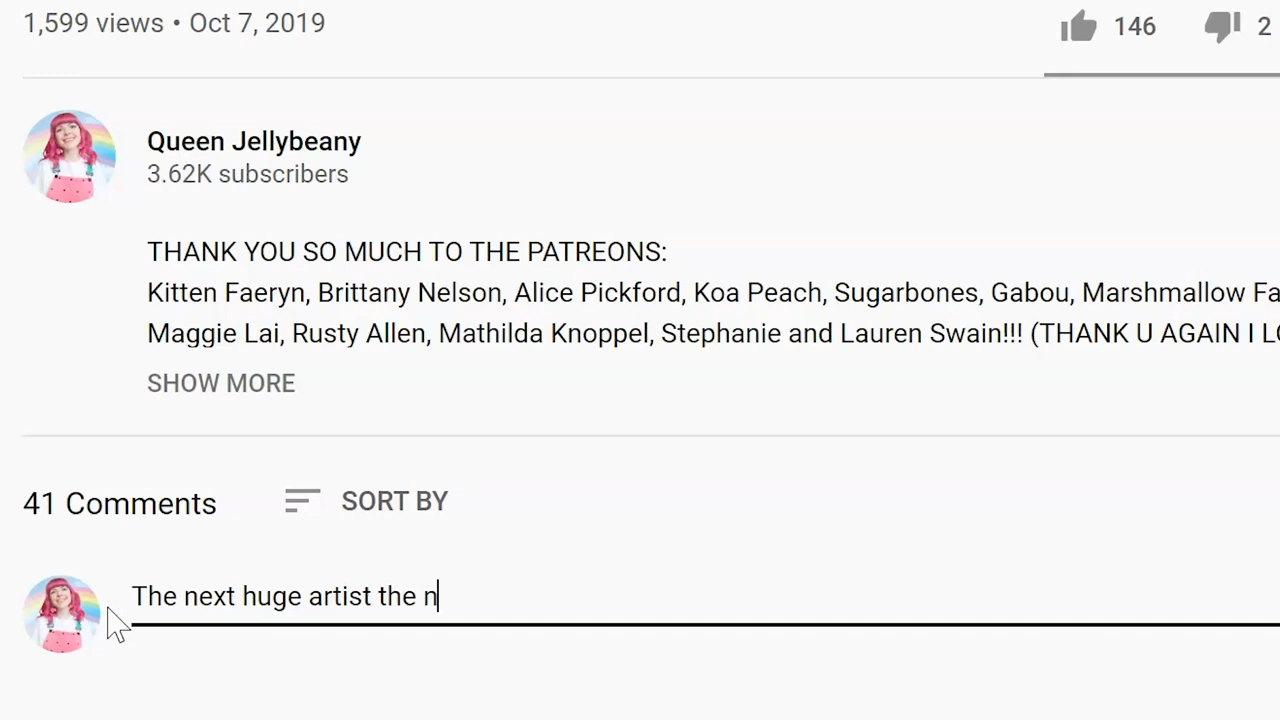 1,599 views • Oct 7, 2019
146
2
Queen Jellybeany
3.62K subscribers
THANK YOU SO MUCH TO THE PATREONS:
Kitten Faeryn, Brittany Nelson, Alice Pickford, Koa Peach, Sugarbones, Gabou, Marshmallow Fa
Maggie Lai, Rusty Allen, Mathilda Knoppel, Stephanie and Lauren Swain!!! (THANK U AGAIN I LO
SHOW MORE
41 Comments
SORT BY
The next huge artist the n